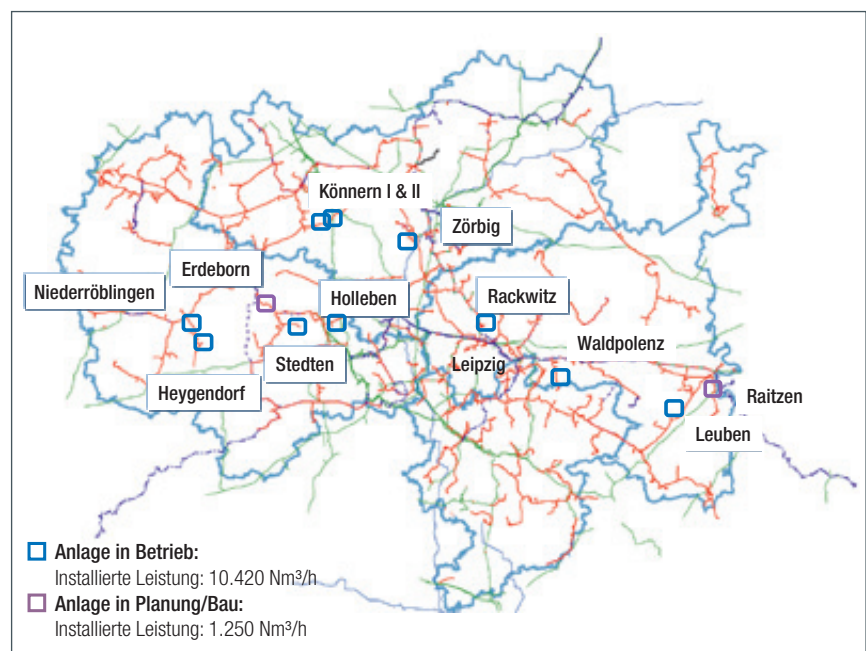 Könnern I & II
Zörbig
Erdeborn
Niederröblingen
Holleben
Rackwitz
Waldpolenz
Stedten
Leipzig
Heygendorf
Raitzen
Leuben
Anlage in Betrieb:
Installierte Leistung: 10.420 Nm³/h
Anlage in Planung/Bau:
Installierte Leistung: 1.250 Nm³/h